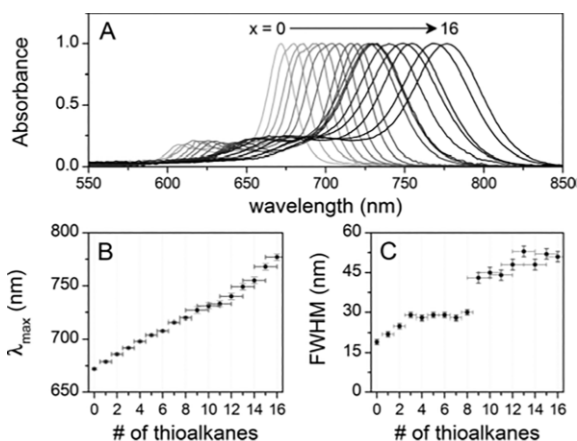 A
x = 0
16
Absorbance
1.0
0.5
0.0
550
600
650
700
750
800
850
wavelength (nm)
B
λmax (nm)
800
750
700
650
0 2 4 6 8 10 12 14 16
# of thioalkanes
C
FWHM (nm)
60
45
30
15
0
0 2 4 6 8 10 12 14 16
# of thioalkanes